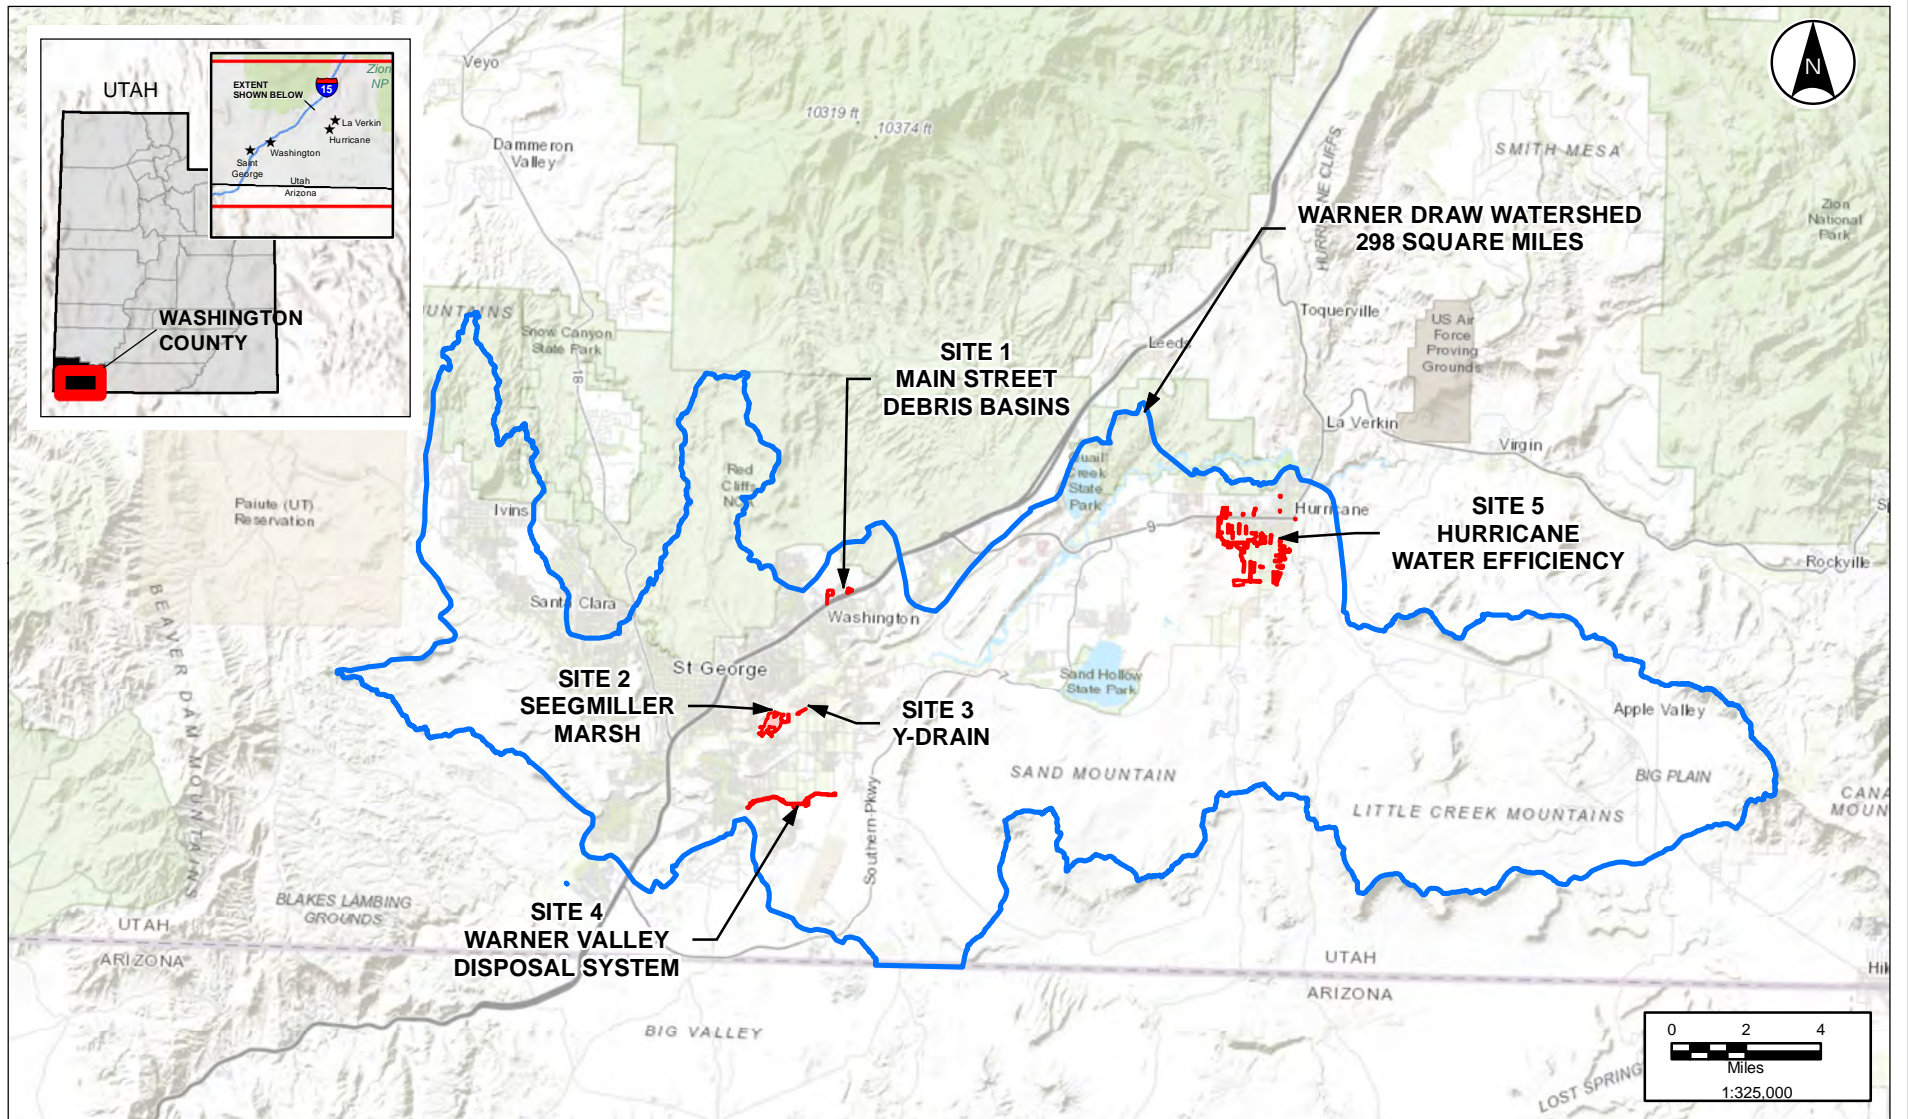 UTAH
EXTENT
SHOWN BELOW
15
Zion
NP
La Verkin
Hurricane
Washington
Saint
George
Utah
Arizona
WASHINGTON
COUNTY
N
Veyo
10319 ft
10374 ft
Dammeron
Valley
HURRICANE CLIFFS
SMITH MESA
Zion
National
Park
WARNER DRAW WATERSHED
298 SQUARE MILES
Snow Canyon
State Park
18
Leeds
Toquerville
US Air
Force
Proving
Grounds
SITE 1
MAIN STREET
DEBRIS BASINS
La Verkin
Virgin
Red
Cliffs
Quail
Creek
State
Park
Paiute (UT)
Reservation
Ivins
9
Hurricane
SITE 5
HURRICANE
WATER EFFICIENCY
Rockville
BEAVER DAM MOUNTAINS
Santa Clara
Washington
St George
SITE 2
SEEGMILLER
MARSH
SITE 3
Y-DRAIN
7
Sand Hollow
State Park
Apple Valley
SAND MOUNTAIN
BIG PLAIN
LITTLE CREEK MOUNTAINS
CANA
MOUN
Southern Pkwy
BLAKES LAMBING
GROUNDS
SITE 4
WARNER VALLEY
DISPOSAL SYSTEM
UTAH
ARIZONA
UTAH
ARIZONA
BIG VALLEY
LOST SPRING
0 2 4
Miles
1:325,000